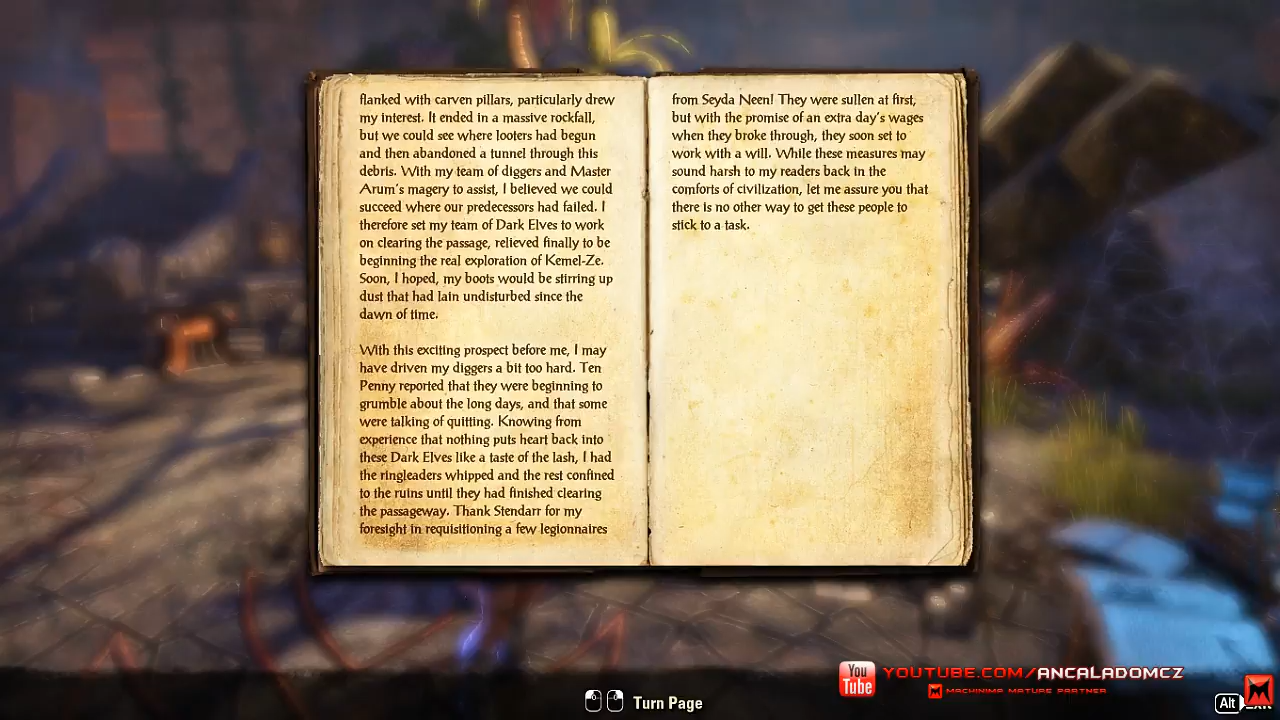 flanked with carven pillars, particularly drew
my interest. It ended in a massive rockfall,
but we could see where looters had begun
and then abandoned a tunnel through this
debris. With my team of diggers and Master
Arum's magery to assist, I believed we could
succeed where our predecessors had failed. I
therefore set my team of Dark Elves to work
on clearing the passage, relieved finally to be
beginning the real exploration of Kemel-Ze.
Soon, I hoped, my boots would be stirring up
dust that had lain undisturbed since the
dawn of time.
With this exciting prospect before me, I may
have driven my diggers a bit too hard. Ten
Penny reported that they were beginning to
grumble about the long days, and that some
were talking of quitting. Knowing from
experience that nothing puts heart back into
these Dark Elves like a taste of the lash, I had
the ringleaders whipped and the rest confined
to the ruins until they had finished clearing
the passageway. Thank Stendarr for my
foresight in requisitioning a few legionnaires
from Seyda Neen! They were sullen at first,
but with the promise of an extra day's wages
when they broke through, they soon set to
work with a will. While these measures may
sound harsh to my readers back in the
comforts of civilization, let me assure you that
there is no other way to get these people to
stick to a task.
You Tube
YOUTUBE.COM/ANCALADOMCZ
MACHINIMA MATURE PARTNER
Turn Page
Alt